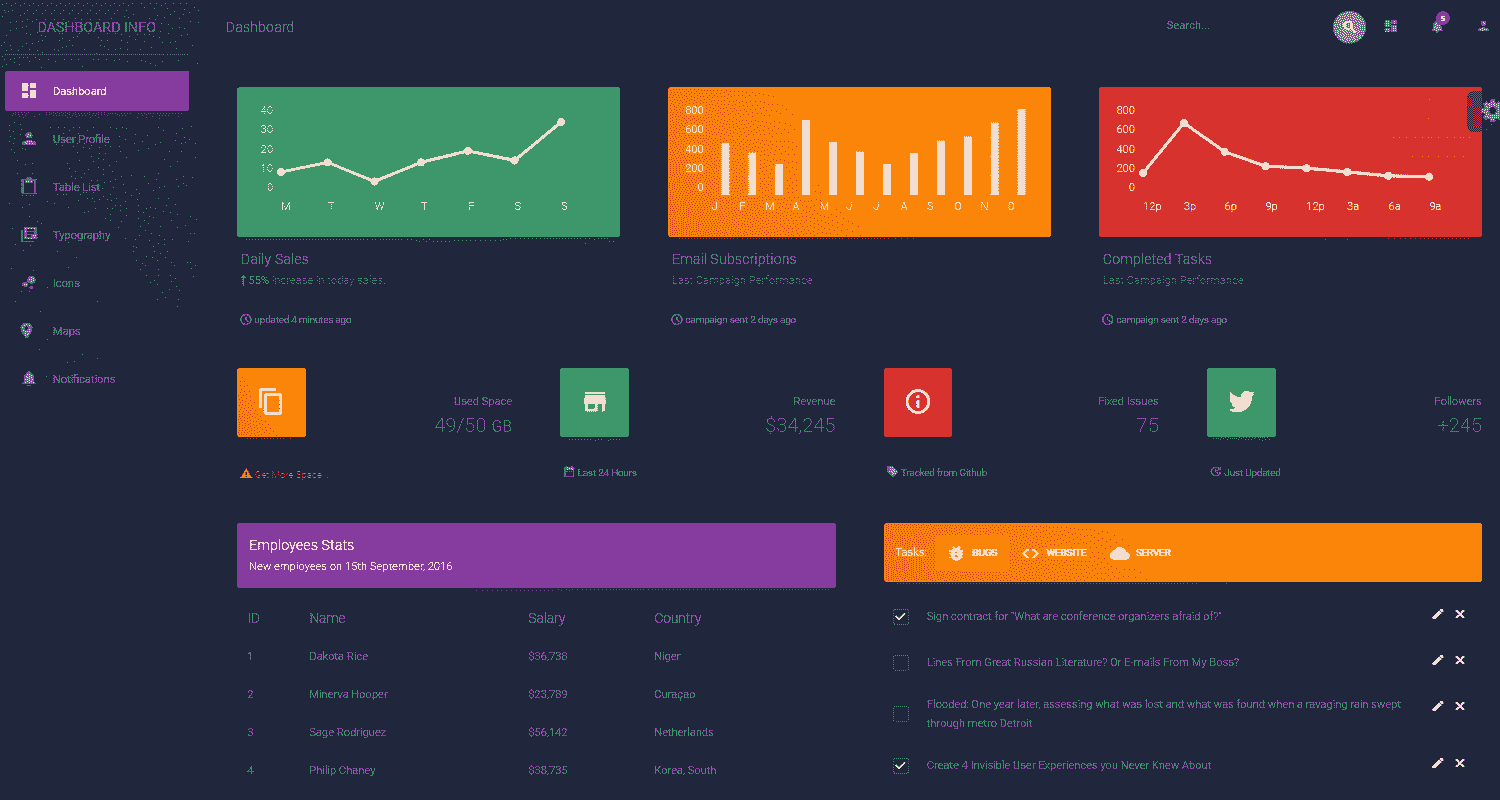 DASHBOARD INFO
Dashboard
User Profile
Table List
Typography
Icons
Maps
Notifications
Dashboard
Search...
5
40
30
20
10
0
M T W T F S S
Daily Sales
55% increase in today sales.
updated 4 minutes ago
800
600
400
200
0
J F M A M J J A S O N D
Email Subscriptions
Last Campaign Performance
campaign sent 2 days ago
800
600
400
200
0
12p 3p 6p 9p 12p 3a 6a 9a
Completed Tasks
Last Campaign Performance
campaign sent 2 days ago
Used Space
49/50 GB
Get More Space...
Revenue
$34,245
Last 24 Hours
Fixed Issues
75
Tracked from Github
Followers
+245
Just Updated
Employees Stats
New employees on 15th September, 2016
ID Name Salary Country
1 Dakota Rice $36,738 Niger
2 Minerva Hooper $23,789 Curaçao
3 Sage Rodriguez $56,142 Netherlands
4 Philip Chaney $38,735 Korea, South
Tasks: BUGS WEBSITE SERVER
Sign contract for "What are conference organizers afraid of?"
Lines From Great Russian Literature? Or E-mails From My Boss?
Flooded: One year later, assessing what was lost and what was found when a ravaging rain swept
through metro Detroit
Create 4 Invisible User Experiences you Never Knew About